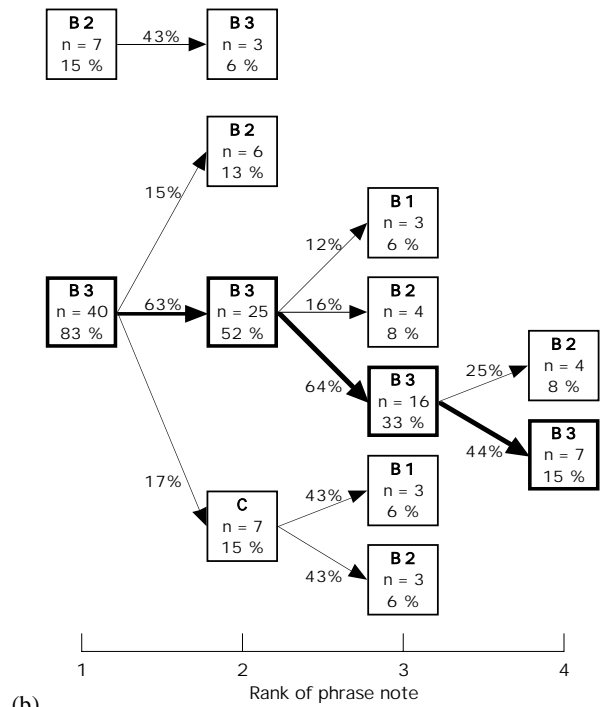 B2
n = 7
15 %
43%
B3
n = 3
6 %
B2
n = 6
13 %
15%
B1
n = 3
6 %
12%
B3
n = 40
83 %
63%
B3
n = 25
52 %
16%
B2
n = 4
8 %
64%
B3
n = 16
33 %
25%
B2
n = 4
8 %
44%
B3
n = 7
15 %
17%
C
n = 7
15 %
43%
B1
n = 3
6 %
43%
B2
n = 3
6 %
1 2 3 4
Rank of phrase note
(b)